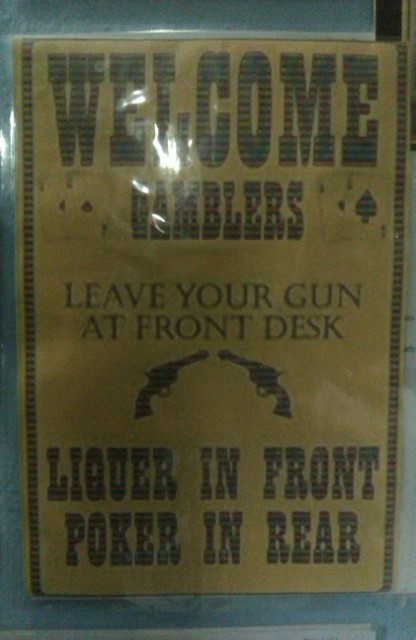 WELCOME
GAMBLERS
LEAVE YOUR GUN
AT FRONT DESK
LIQUER IN FRONT
POKER IN REAR